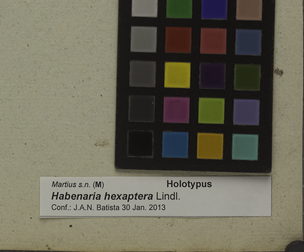 Martius s.n. (M) Holotypus
Habenaria hexaptera Lindl.
Conf.: J.A.N. Batista 30 Jan. 2013